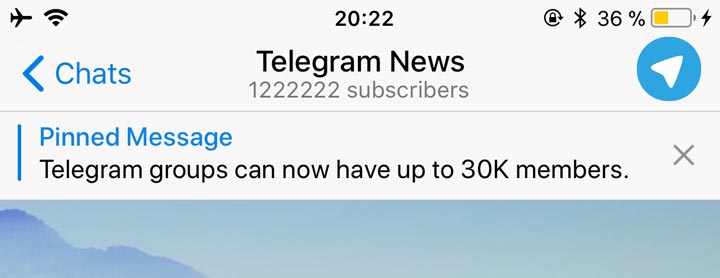 20:22
36 %
Chats
Telegram News
1222222 subscribers
Pinned Message
Telegram groups can now have up to 30K members.